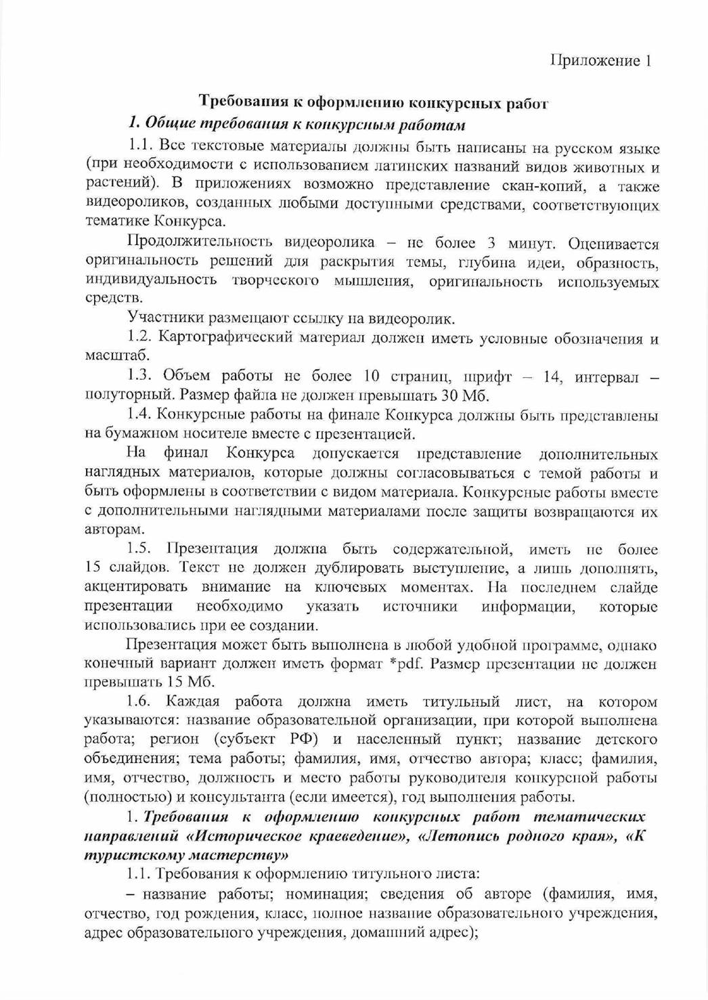 Приложение 1
Требования к оформлению конкурсных работ
1. Общие требования к конкурсным работам
1.1. Все текстовые материалы должны быть написаны на русском языке
(при необходимости с использованием латинских названий видов животных и
растений). В приложениях возможно представление скан-копий, а также
видеороликов, созданных любыми доступными средствами, соответствующих
тематике Конкурса.
Продолжительность видеоролика – не более 3 минут. Оценивается
оригинальность решений для раскрытия темы, глубина идеи, образность,
индивидуальность творческого мышления, оригинальность используемых
средств.
Участники размещают ссылку на видеоролик.
1.2. Картографический материал должен иметь условные обозначения и
масштаб.
1.3. Объем работы не более 10 страниц, шрифт – 14, интервал –
полуторный. Размер файла не должен превышать 30 Мб.
1.4. Конкурсные работы на финале Конкурса должны быть представлены
на бумажном носителе вместе с презентацией.
На финал Конкурса допускается представление дополнительных
наглядных материалов, которые должны согласовываться с темой работы и
быть оформлены в соответствии с видом материала. Конкурсные работы вместе
с дополнительными наглядными материалами после защиты возвращаются их
авторам.
1.5. Презентация должна быть содержательной, иметь не более
15 слайдов. Текст не должен дублировать выступление, а лишь дополнять,
акцентировать внимание на ключевых моментах. На последнем слайде
презентации необходимо указать источники информации, которые
использовались при ее создании.
Презентация может быть выполнена в любой удобной программе, однако
конечный вариант должен иметь формат *pdf. Размер презентации не должен
превышать 15 Мб.
1.6. Каждая работа должна иметь титульный лист, на котором
указываются: название образовательной организации, при которой выполнена
работа; регион (субъект РФ) и населенный пункт; название детского
объединения; тема работы; фамилия, имя, отчество автора; класс; фамилия,
имя, отчество, должность и место работы руководителя конкурсной работы
(полностью) и консультанта (если имеется), год выполнения работы.
1. Требования к оформлению конкурсных работ тематических
направлений «Историческое краеведение», «Летопись родного края», «К
туристскому мастерству»
1.1. Требования к оформлению титульного листа:
– название работы; номинация; сведения об авторе (фамилия, имя,
отчество, год рождения, класс, полное название образовательного учреждения,
адрес образовательного учреждения, домашний адрес);